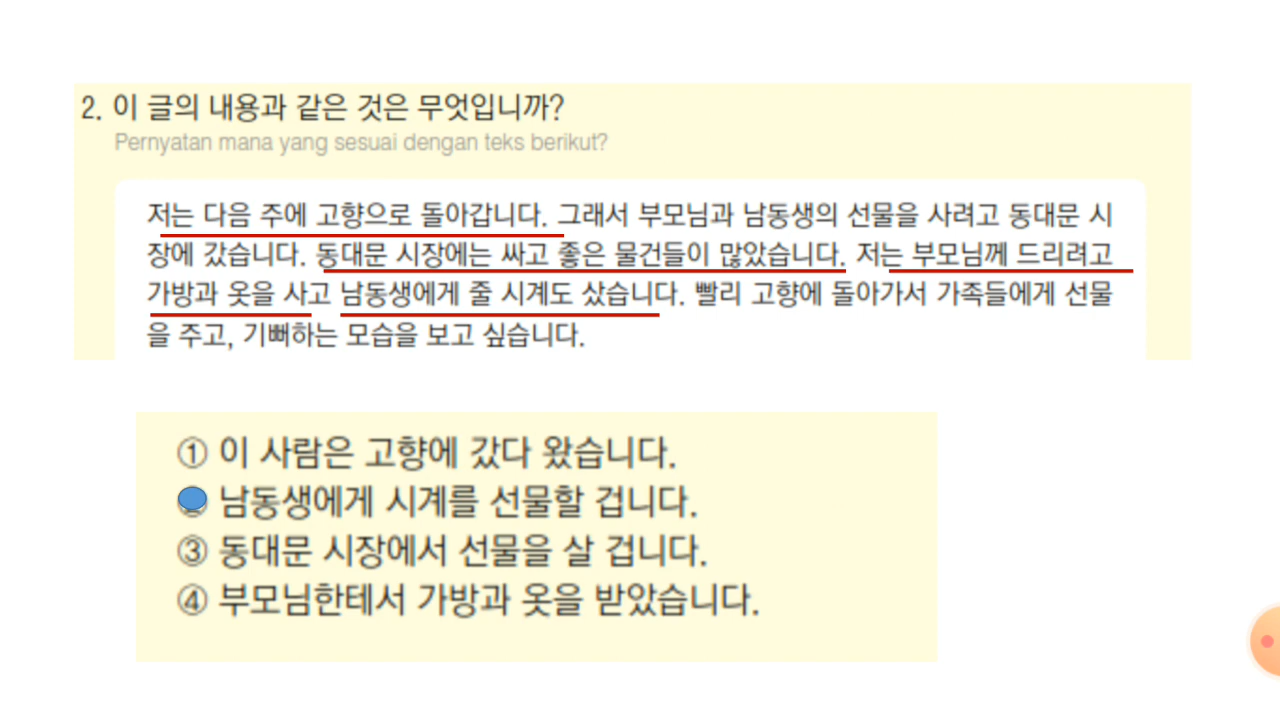 2. 이 글의 내용과 같은 것은 무엇입니까?
Pernyatan mana yang sesuai dengan teks berikut?
저는 다음 주에 고향으로 돌아갑니다. 그래서 부모님과 남동생의 선물을 사려고 동대문 시
장에 갔습니다. 동대문 시장에는 싸고 좋은 물건들이 많았습니다. 저는 부모님께 드리려고
가방과 옷을 사고 남동생에게 줄 시계도 샀습니다. 빨리 고향에 돌아가서 가족들에게 선물
을 주고, 기뻐하는 모습을 보고 싶습니다.
① 이 사람은 고향에 갔다 왔습니다.
남동생에게 시계를 선물할 겁니다.
③ 동대문 시장에서 선물을 살 겁니다.
④ 부모님한테서 가방과 옷을 받았습니다.